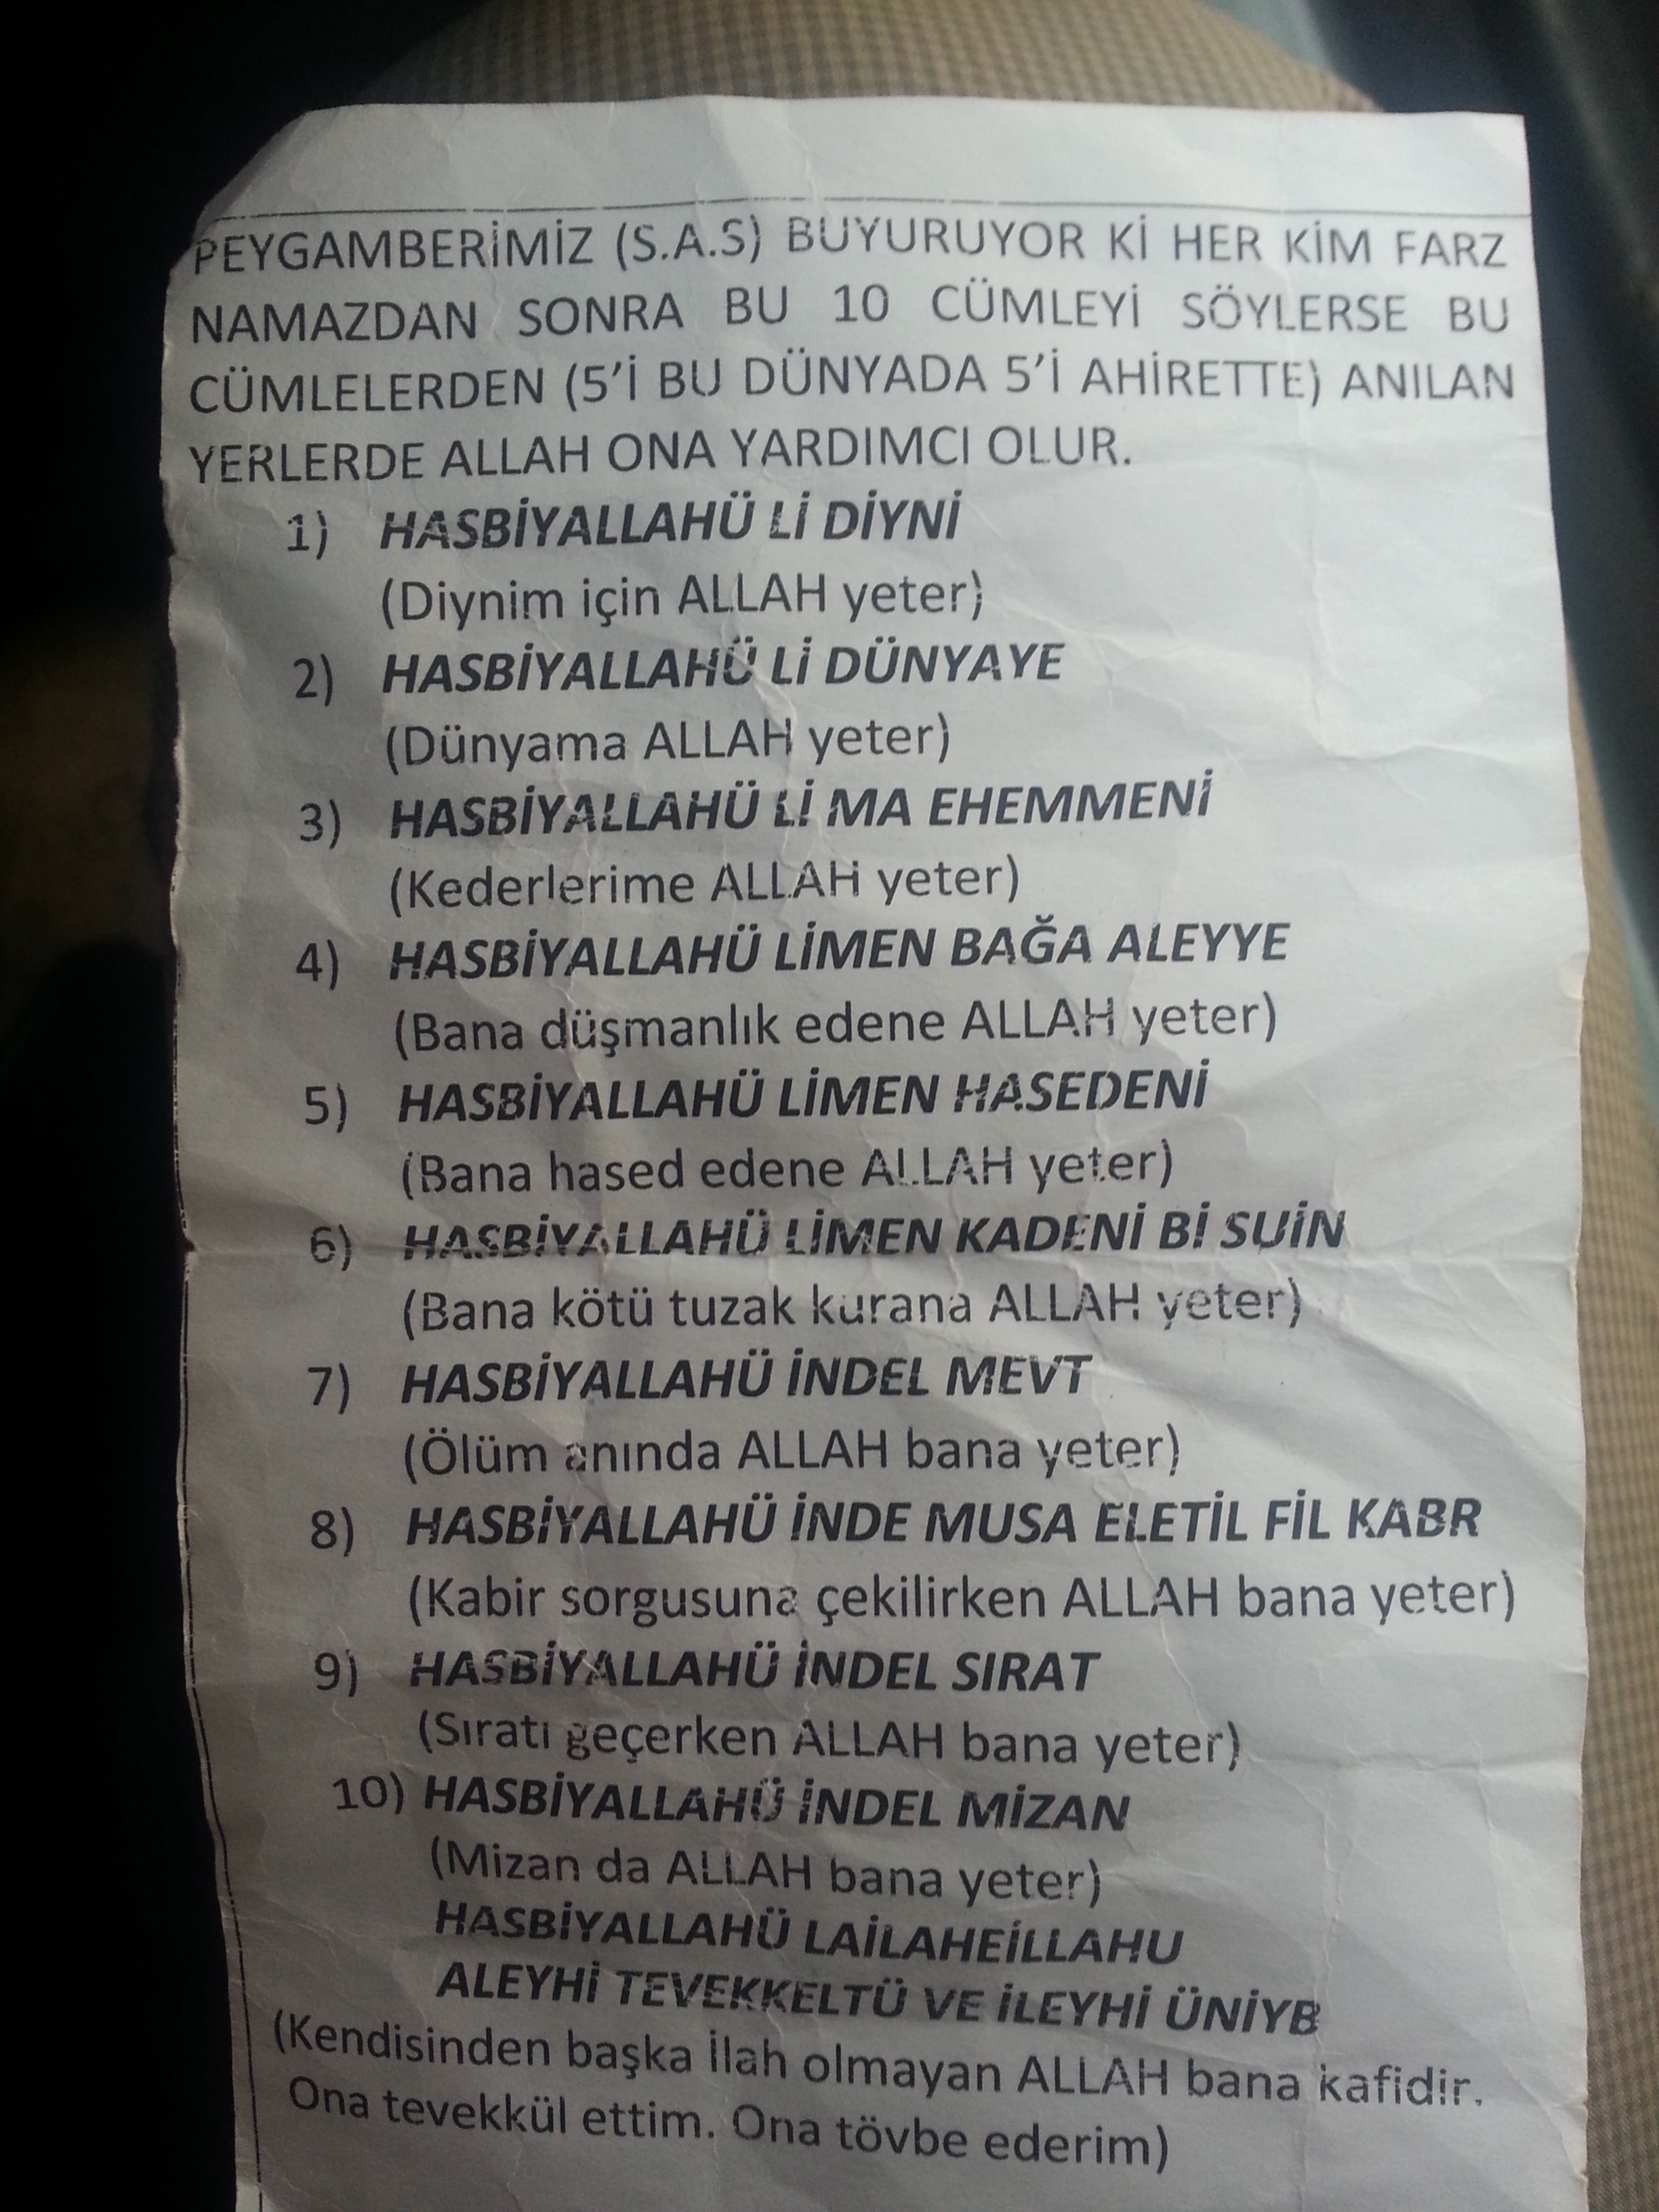 PEYGAMBERİMİZ (S.A.S) BUYURUYOR Kİ HER KİM FARZ
NAMAZDAN SONRA BU 10 CÜMLEYİ SÖYLERSE BU
CÜMLELERDEN (5'İ BU DÜNYADA 5'İ AHİRETTE) ANILAN
YERLERDE ALLAH ONA YARDIMCI OLUR.
1) HASBİYALLAHÜ Lİ DİYNİ
(Diynim için ALLAH yeter)
2) HASBİYALLAHÜ Lİ DÜNYAYE
(Dünyama ALLAH yeter)
3) HASBİYALLAHÜ Lİ MA EHEMMENİ
(Kederlerime ALLAH yeter)
4) HASBİYALLAHÜ LİMEN BAĞA ALEYYE
(Bana düşmanlık edene ALLAH yeter)
5) HASBİYALLAHÜ LİMEN HASEDENİ
(Bana hased edene ALLAH yeter)
6) HASBİYALLAHÜ LİMEN KADENİ Bİ SUİN
(Bana kötü tuzak kurana ALLAH yeter)
7) HASBİYALLAHÜ İNDEL MEVT
(Ölüm anında ALLAH bana yeter)
8) HASBİYALLAHÜ İNDE MUSA ELETİL FİL KABR
(Kabir sorgusuna çekilirken ALLAH bana yeter)
9) HASBİYALLAHÜ İNDEL SIRAT
(Sıratı geçerken ALLAH bana yeter)
10) HASBİYALLAHÜ İNDEL MİZAN
(Mizan da ALLAH bana yeter)
HASBİYALLAHÜ LAİLAHEİLLAHU
ALEYHİ TEVEKKELTÜ VE İLEYHİ ÜNİYB
(Kendisinden başka İlah olmayan ALLAH bana kafidir.
Ona tevekkül ettim. Ona tövbe ederim)